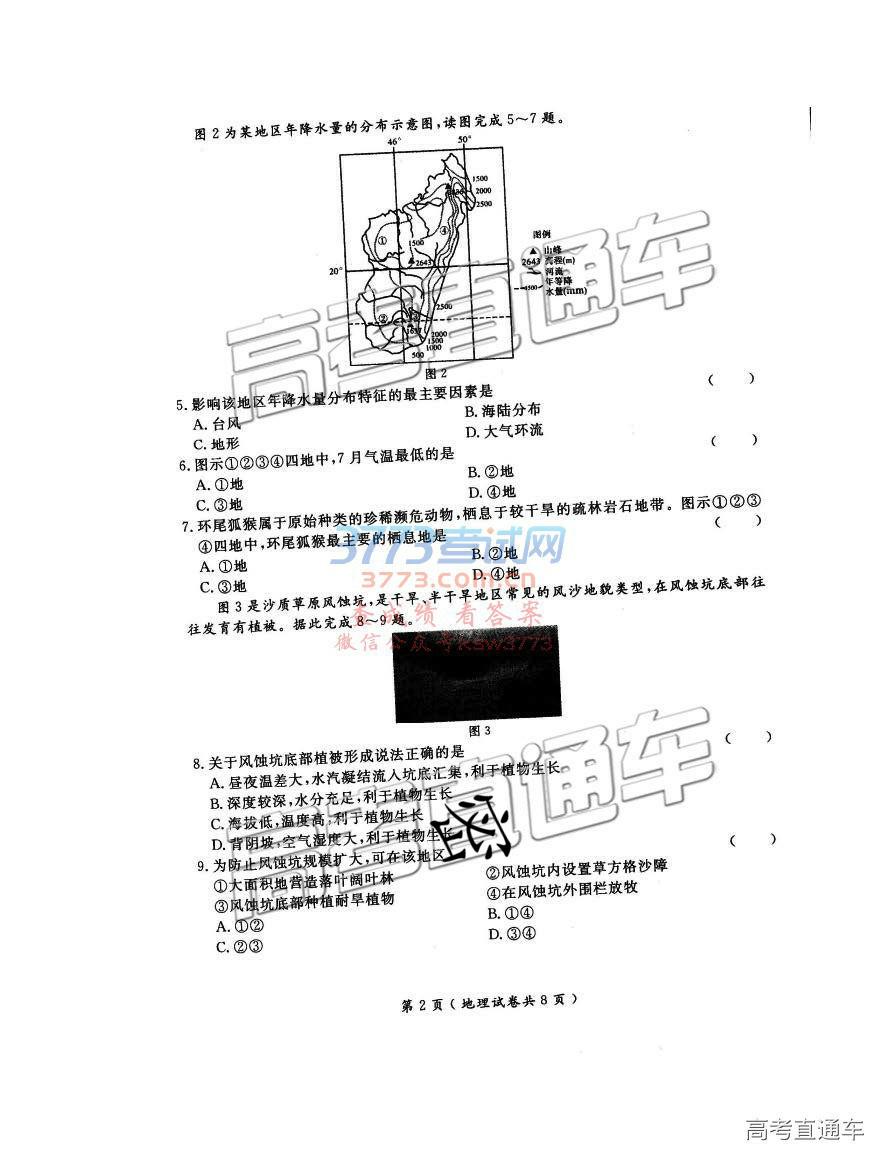 图 2 为某地区年降水量的分布示意图,读图完成 5～7 题。
46° 50°
1500
2000
2500
④
图例
①
1500
山峰
2643
2643 高程(m)
河流
20°
年等降
1500 水量(mm)
2500
②
③
1657
2000
1500
1000
500
图 2
5.影响该地区年降水量分布特征的最主要因素是 ( )
A.台风 B.海陆分布
C.地形 D.大气环流
6.图示①②③④四地中,7 月气温最低的是 ( )
A.①地 B.②地
C.③地 D.④地
7.环尾狐猴属于原始种类的珍稀濒危动物,栖息于较干旱的疏林岩石地带。图示①②③
④四地中,环尾狐猴最主要的栖息地是 ( )
A.①地 B.②地
C.③地 D.④地
图 3 是沙质草原风蚀坑,是干旱、半干旱地区常见的风沙地貌类型,在风蚀坑底部往
往发育有植被。据此完成 8～9 题。
图 3
8.关于风蚀坑底部植被形成说法正确的是 ( )
A.昼夜温差大,水汽凝结流入坑底汇集,利于植物生长
B.深度较深,水分充足,利于植物生长
C.海拔低,温度高,利于植物生长
D.背阴坡,空气湿度大,利于植物生长
9.为防止风蚀坑规模扩大,可在该地区 ( )
①大面积地营造落叶阔叶林 ②风蚀坑内设置草方格沙障
③风蚀坑底部种植耐旱植物 ④在风蚀坑外围栏放牧
A.①② B.①④
C.②③ D.③④
第 2 页(地理试卷共 8 页)
高考直通车
3773考试网
3773.com.cn
查成绩 看答案
微信公众号ksw3773
高考直通车
高考直通车